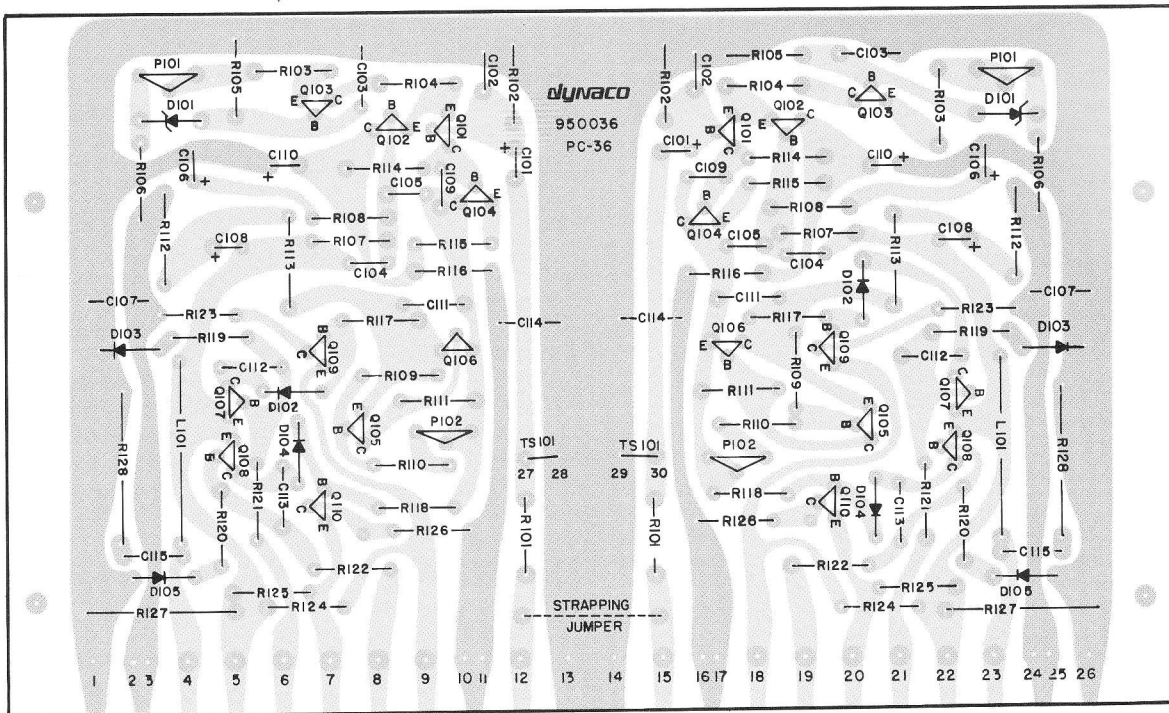 P101 R105 R103 C103 R104 C102 R102
D101 Q103 E C B
B C E Q102 E B C Q101
dynaco
950036
PC-36
R102 C102 R105 C103 P101
R104 R103 D101
E B C Q101 Q102 E C B B C E Q103
R106 C106 + C110 + R114 C105 C109 + C101
B E C Q104
C101 + C109 R114 C110 + C106 + R106
R115
R112 R108 R108 R112
B C E Q104
C108 + R113 R107 R115 C105 R107 R113 C108 +
C104 R116 R116 C104 D102
C107 C111 C111 C107
R123 R117 C114 C114 R117 R123
D103 R119 B C E Q109 Q106 Q106 E C B R109 B C E Q109 R119 D103
C112 R109 C112
C B E Q107 D102 R111 R111 C B E Q107
L101 D104 E B C Q105 P102 R110 E B C Q105 L101
R128 E B C Q108 R110 TS101 TS101 P102 E B C Q108 R128
27 28 29 30
R121 C113 B C E Q110 R118 R118 B C E Q110 D104 C113 R121
R120 R126 R101 R101 R126 R120
C115 R122 R122 C115
D105 R125 R125 D105
R127 R124 STRAPPING R124 R127
JUMPER
1 2 3 4 5 6 7 8 9 10 11 12 13 14 15 16 17 18 19 20 21 22 23 24 25 26